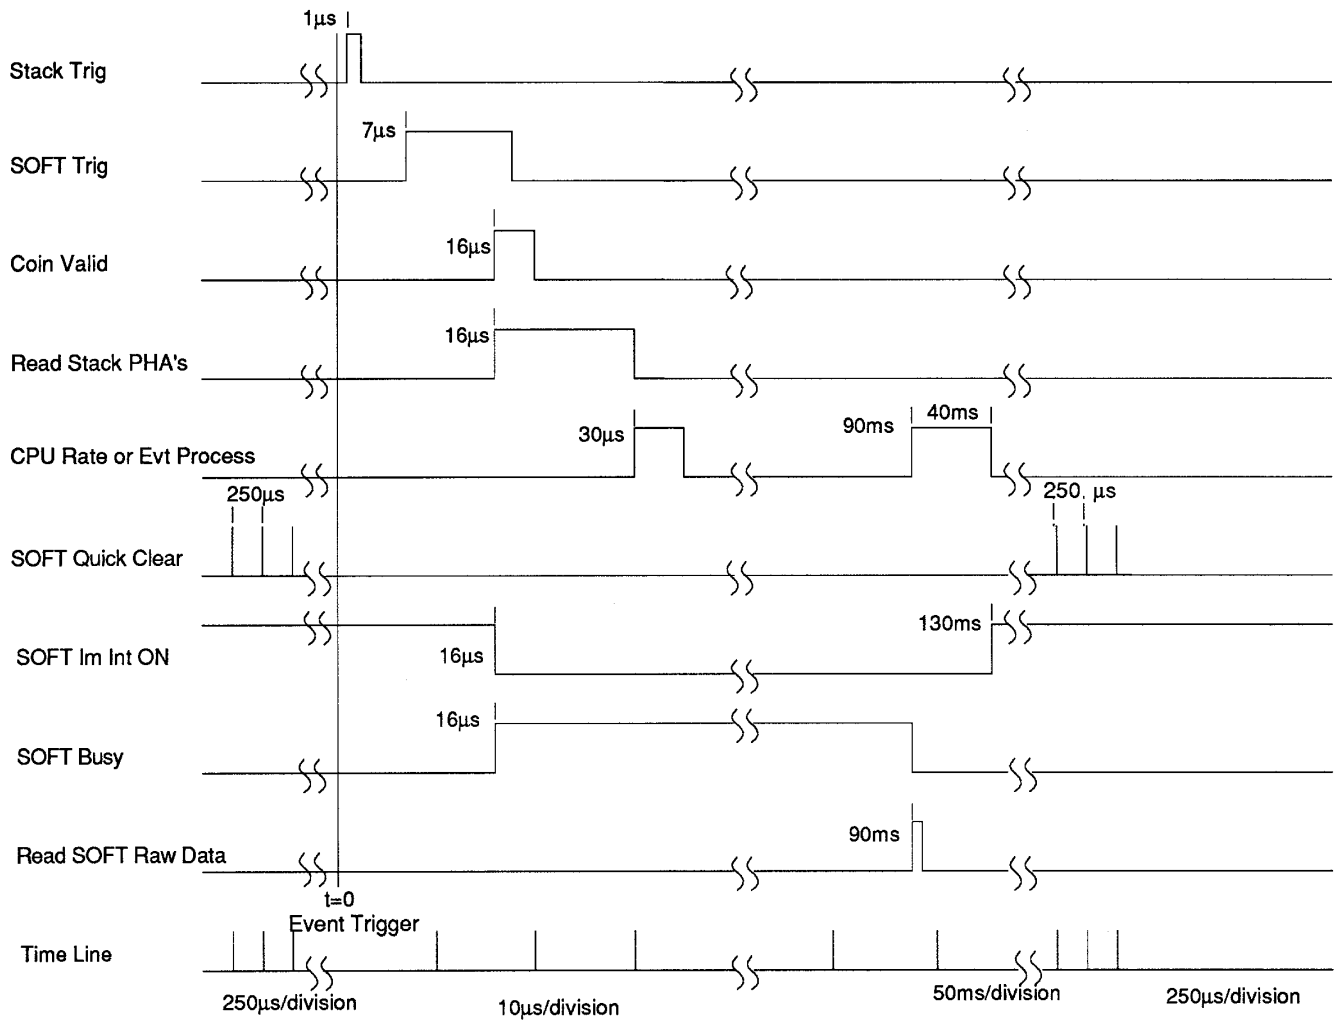 1µs
Stack Trig
7µs
SOFT Trig
16µs
Coin Valid
16µs
Read Stack PHA's
30µs
90ms
40ms
CPU Rate or Evt Process
250µs
250. µs
SOFT Quick Clear
130ms
SOFT Im Int ON
16µs
16µs
SOFT Busy
90ms
Read SOFT Raw Data
t=0
Event Trigger
Time Line
250µs/division
10µs/division
50ms/division
250µs/division